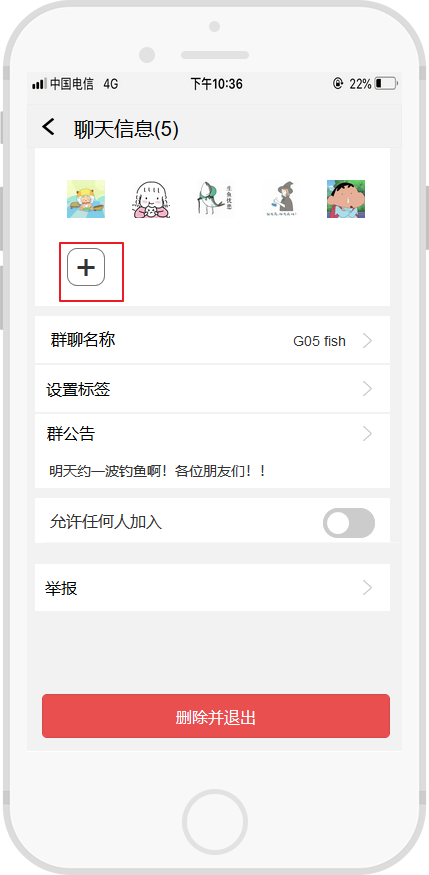 中国电信 4G 下午10:36 22%
聊天信息(5)
群聊名称 G05 fish
设置标签
群公告
明天约一波钓鱼啊！各位朋友们！！
允许任何人加入
举报
删除并退出